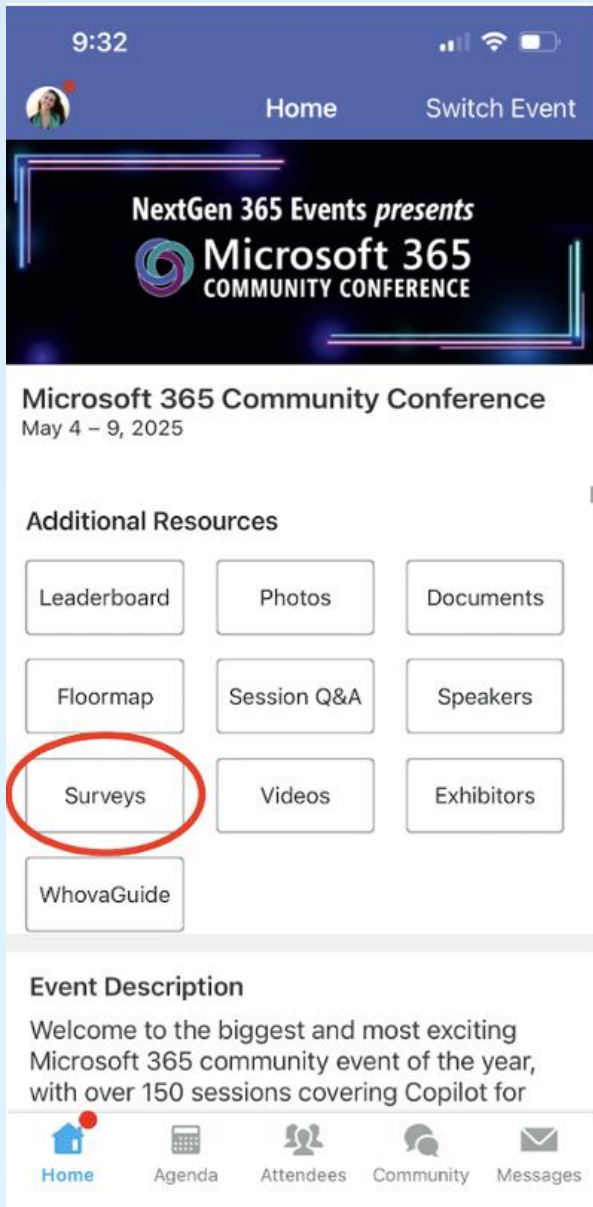 9:32
Home
Switch Event
NextGen 365 Events presents
Microsoft 365
COMMUNITY CONFERENCE
Microsoft 365 Community Conference
May 4 – 9, 2025
Additional Resources
Leaderboard
Photos
Documents
Floormap
Session Q&A
Speakers
Surveys
Videos
Exhibitors
WhovaGuide
Event Description
Welcome to the biggest and most exciting
Microsoft 365 community event of the year,
with over 150 sessions covering Copilot for
Home
Agenda
Attendees
Community
Messages